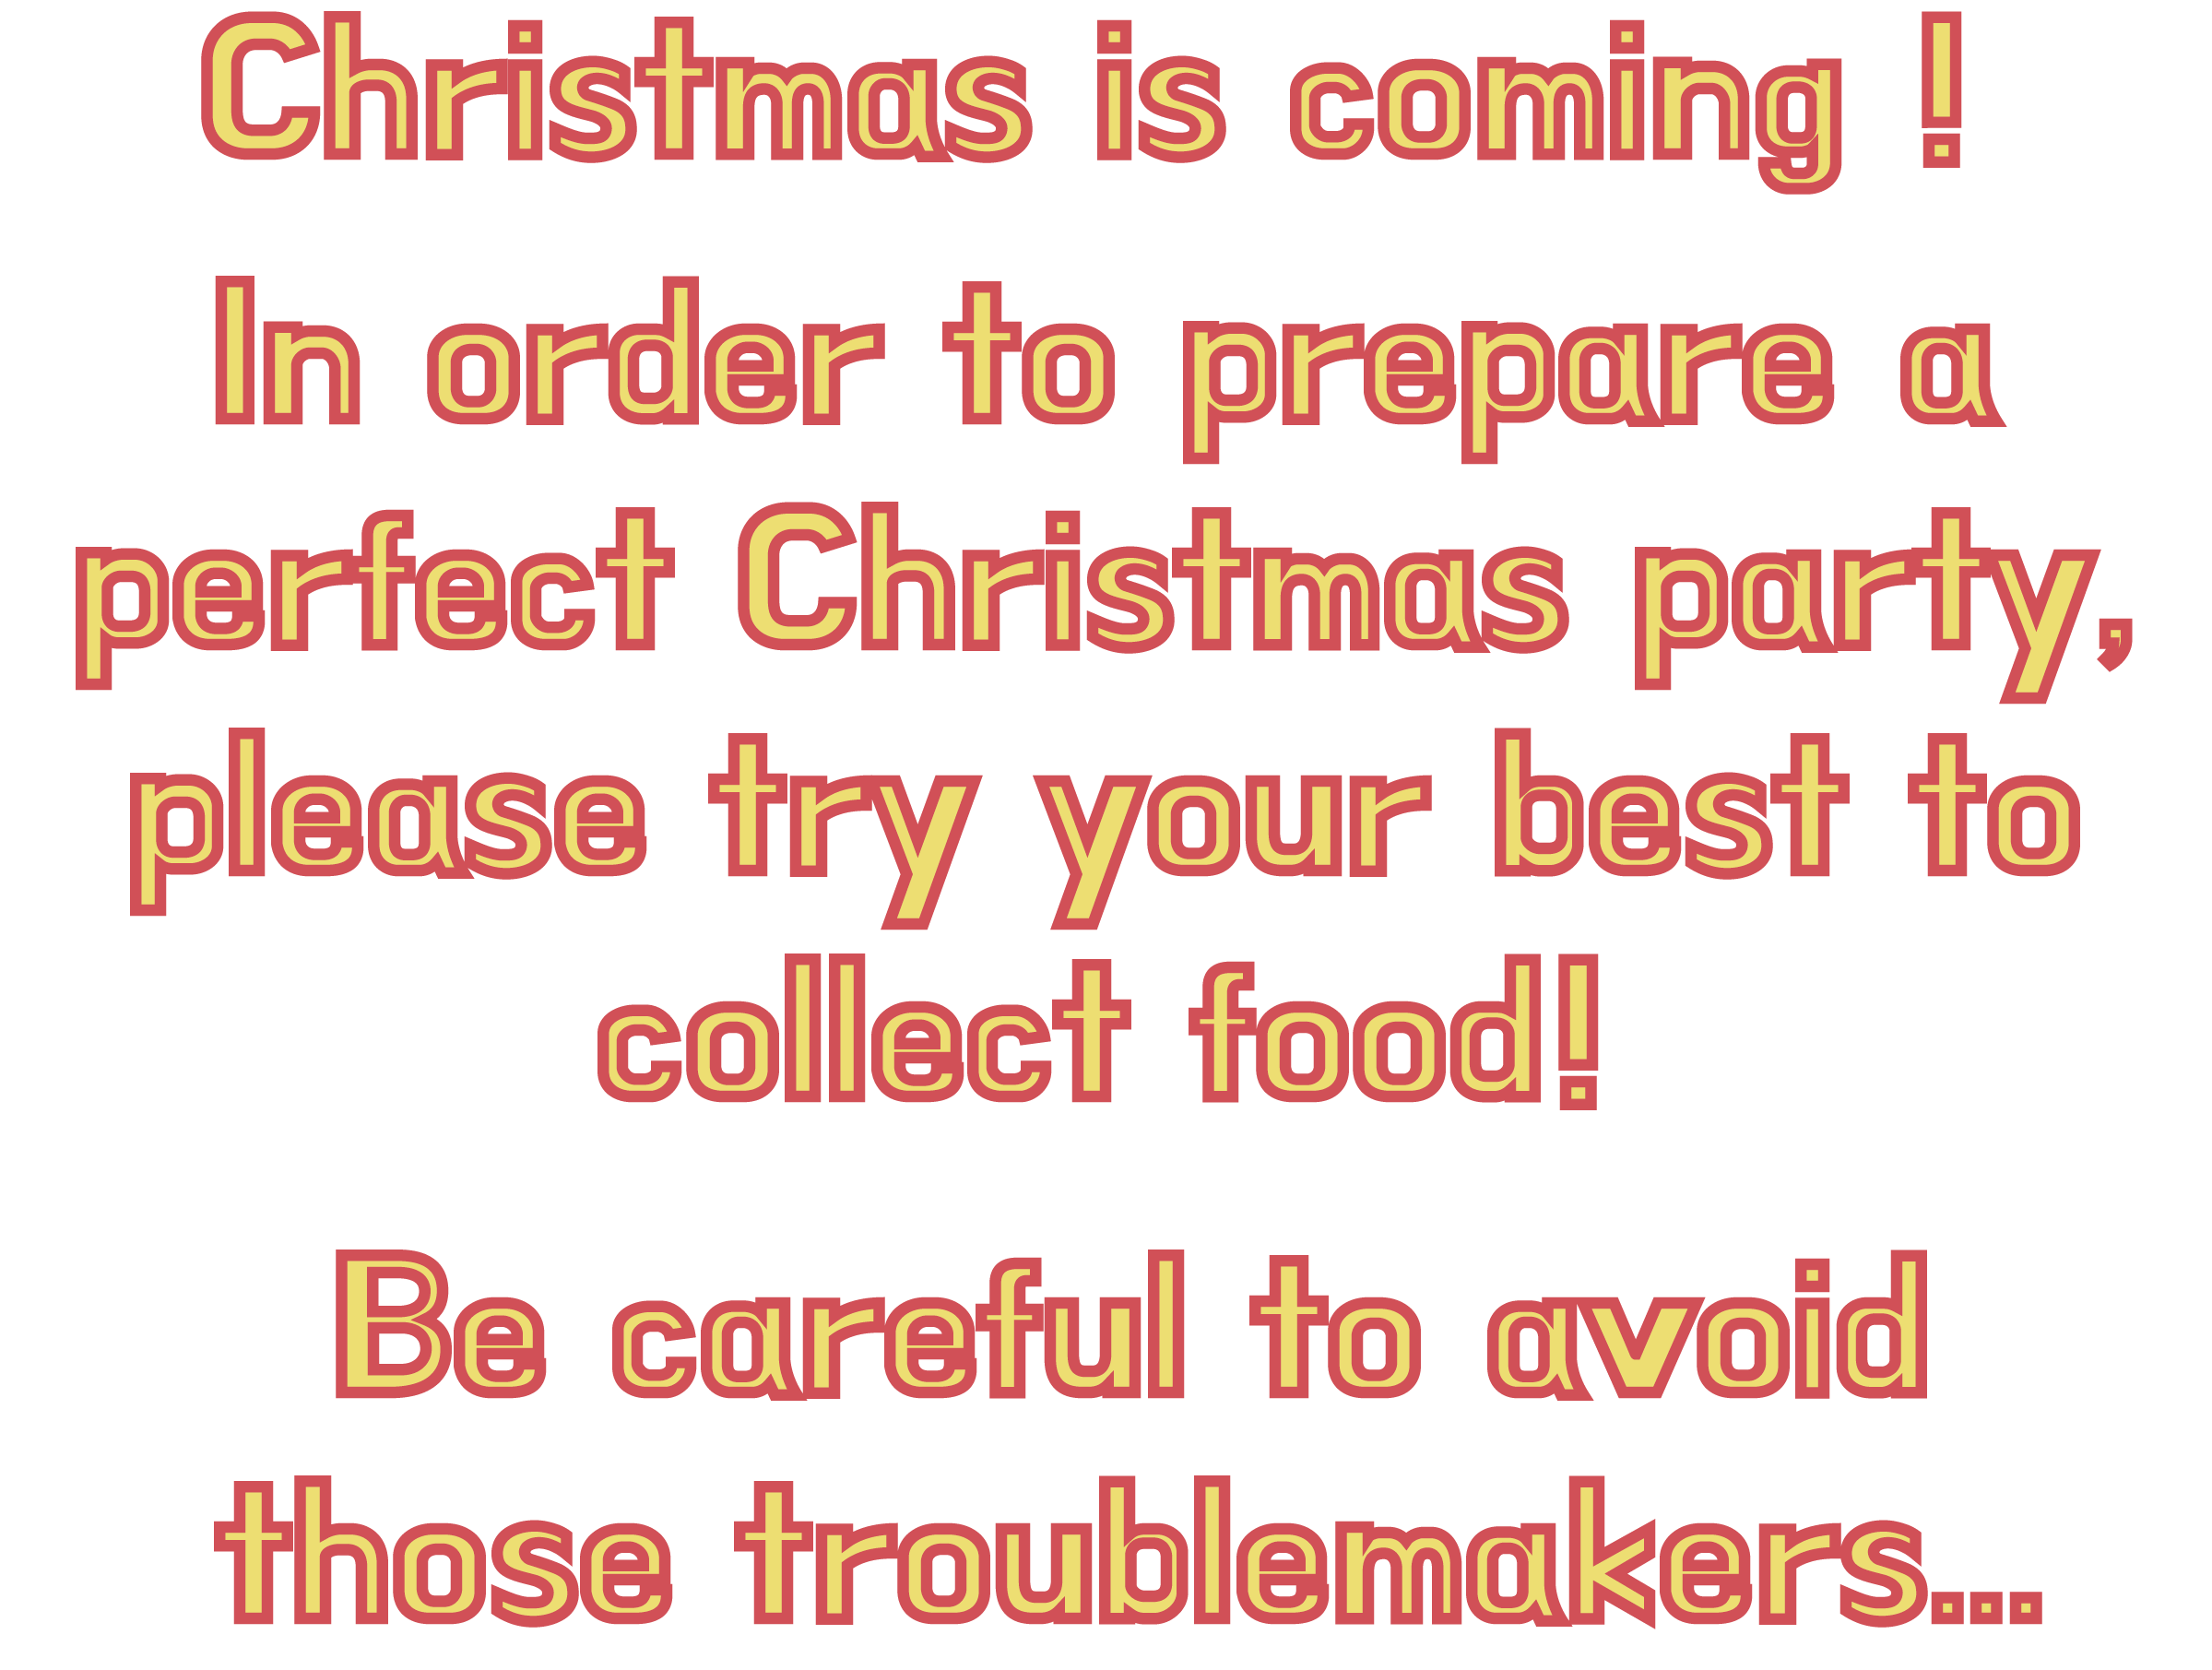 Christmas is coming !
In order to prepare a
perfect Christmas party,
please try your best to
collect food!
Be careful to avoid
those troublemakers...